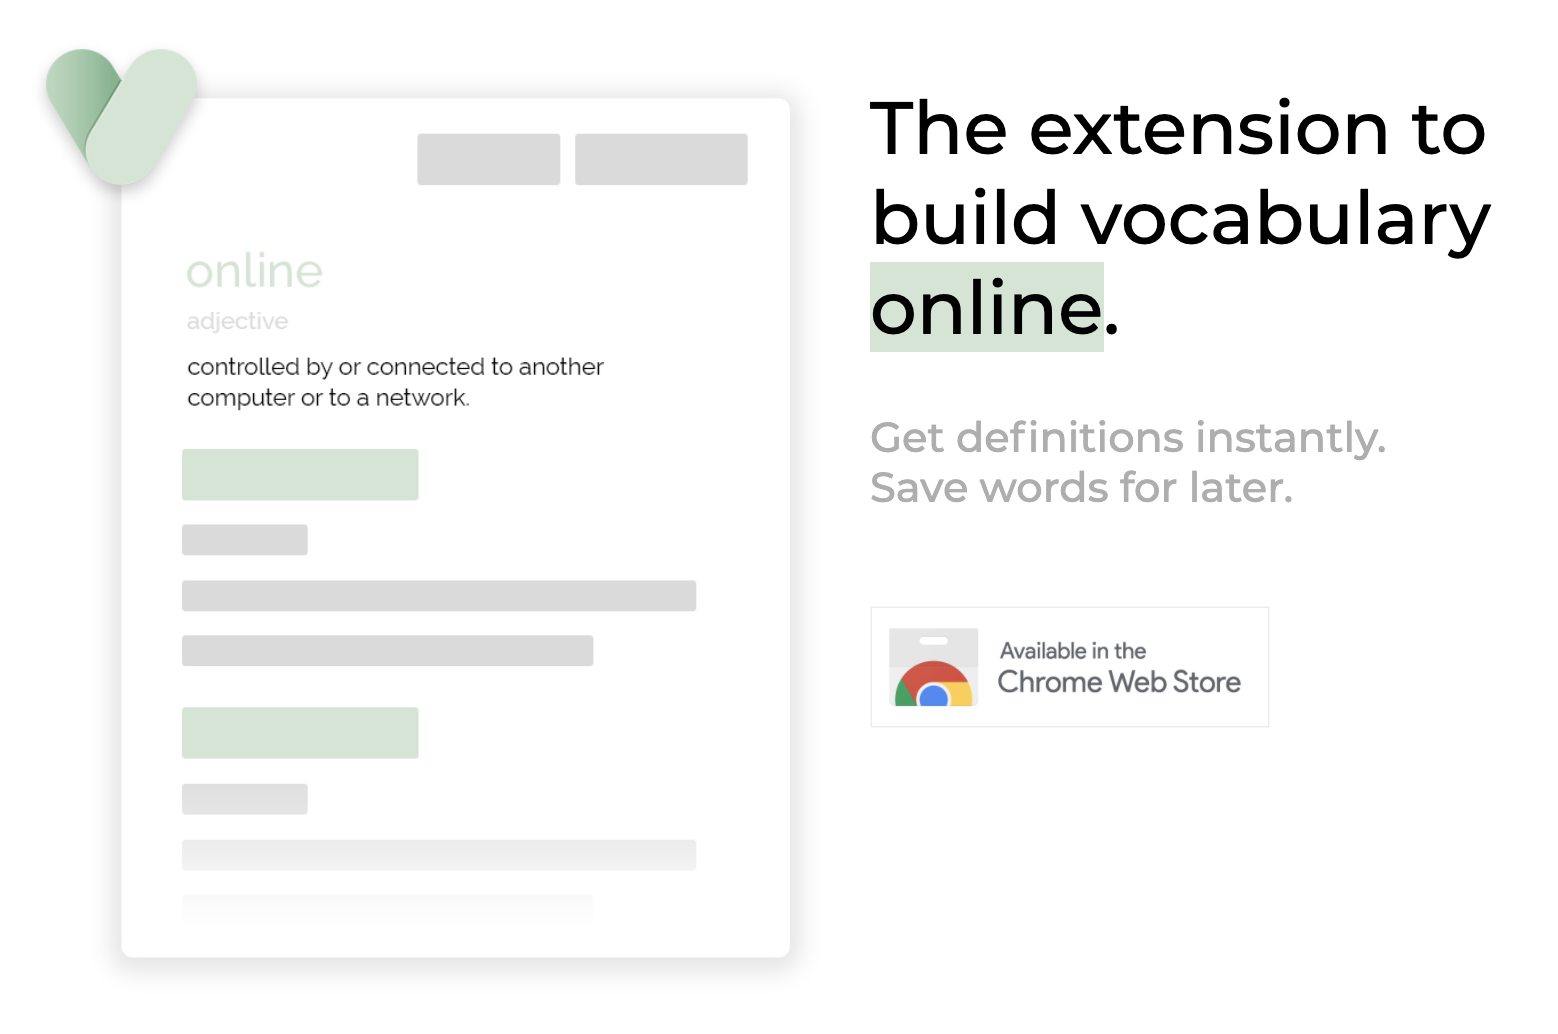 online
adjective
controlled by or connected to another
computer or to a network.
The extension to
build vocabulary
online.
Get definitions instantly.
Save words for later.
Available in the
Chrome Web Store